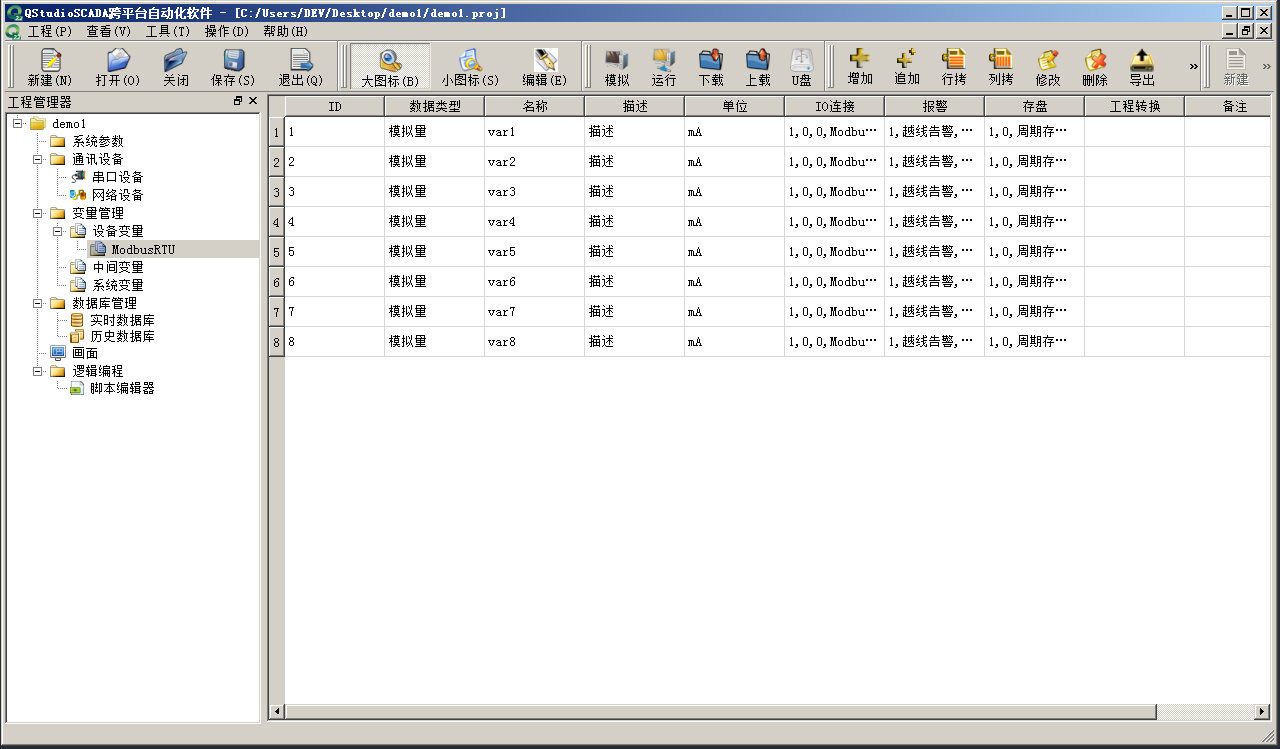 QStudioSCADA跨平台自动化软件 - [C:/Users/DEV/Desktop/demo1/demo1.proj]
工程(P) 查看(V) 工具(T) 操作(D) 帮助(H)
新建(N) 打开(O) 关闭 保存(S) 退出(Q) 大图标(B) 小图标(S) 编辑(E) 模拟 运行 下载 上载 U盘 增加 追加 行拷 列拷 修改 删除 导出 » 新建 »
工程管理器
demo1
系统参数
通讯设备
串口设备
网络设备
变量管理
设备变量
ModbusRTU
中间变量
系统变量
数据库管理
实时数据库
历史数据库
画面
逻辑编程
脚本编辑器
ID 数据类型 名称 描述 单位 IO连接 报警 存盘 工程转换 备注
1 1 模拟量 var1 描述 mA 1,0,0,Modbu… 1,越线告警,… 1,0,周期存…
2 2 模拟量 var2 描述 mA 1,0,0,Modbu… 1,越线告警,… 1,0,周期存…
3 3 模拟量 var3 描述 mA 1,0,0,Modbu… 1,越线告警,… 1,0,周期存…
4 4 模拟量 var4 描述 mA 1,0,0,Modbu… 1,越线告警,… 1,0,周期存…
5 5 模拟量 var5 描述 mA 1,0,0,Modbu… 1,越线告警,… 1,0,周期存…
6 6 模拟量 var6 描述 mA 1,0,0,Modbu… 1,越线告警,… 1,0,周期存…
7 7 模拟量 var7 描述 mA 1,0,0,Modbu… 1,越线告警,… 1,0,周期存…
8 8 模拟量 var8 描述 mA 1,0,0,Modbu… 1,越线告警,… 1,0,周期存…